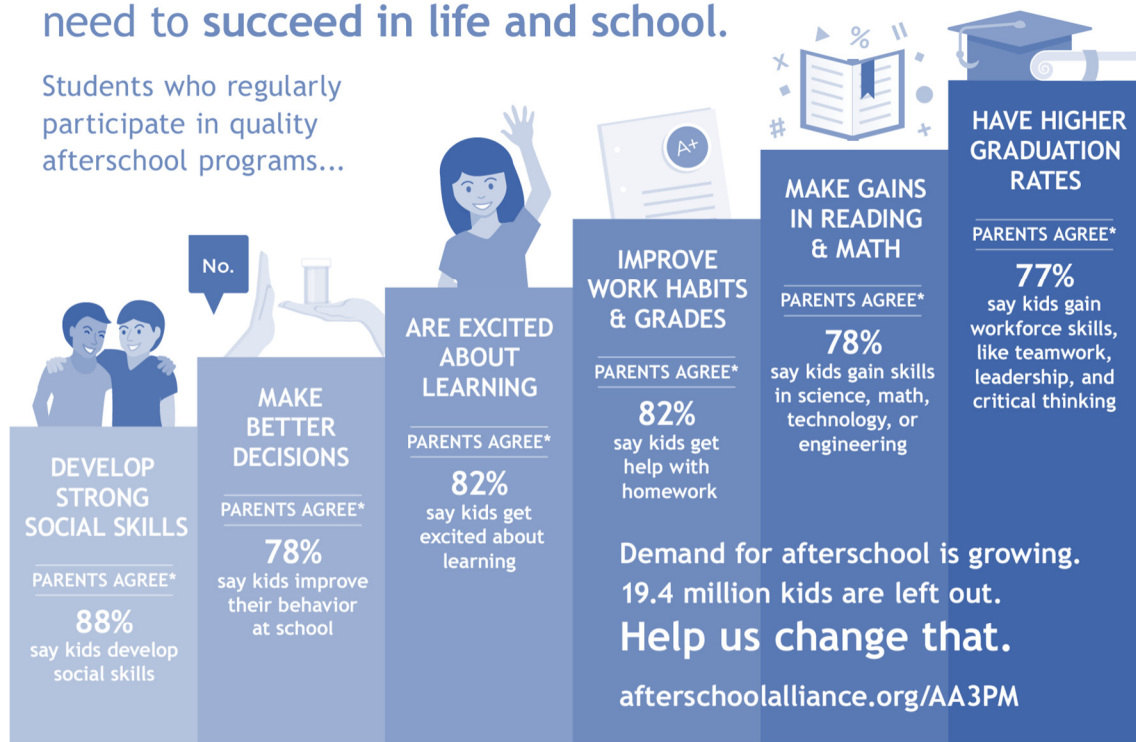 need to succeed in life and school.
Students who regularly
participate in quality
afterschool programs...
No.
A+
%
x
#
+
DEVELOP
STRONG
SOCIAL SKILLS
PARENTS AGREE*
88%
say kids develop
social skills
MAKE
BETTER
DECISIONS
PARENTS AGREE*
78%
say kids improve
their behavior
at school
ARE EXCITED
ABOUT
LEARNING
PARENTS AGREE*
82%
say kids get
excited about
learning
IMPROVE
WORK HABITS
& GRADES
PARENTS AGREE*
82%
say kids get
help with
homework
MAKE GAINS
IN READING
& MATH
PARENTS AGREE*
78%
say kids gain skills
in science, math,
technology, or
engineering
HAVE HIGHER
GRADUATION
RATES
PARENTS AGREE*
77%
say kids gain
workforce skills,
like teamwork,
leadership, and
critical thinking
Demand for afterschool is growing.
19.4 million kids are left out.
Help us change that.
afterschoolalliance.org/AA3PM